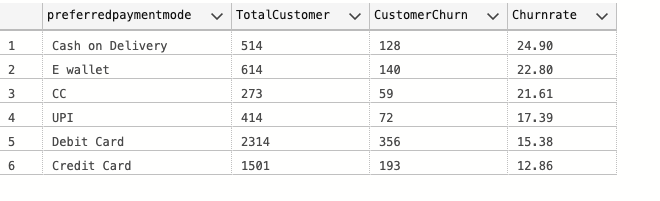 preferredpaymentmode TotalCustomer CustomerChurn Churnrate
1 Cash on Delivery 514 128 24.90
2 E wallet 614 140 22.80
3 CC 273 59 21.61
4 UPI 414 72 17.39
5 Debit Card 2314 356 15.38
6 Credit Card 1501 193 12.86